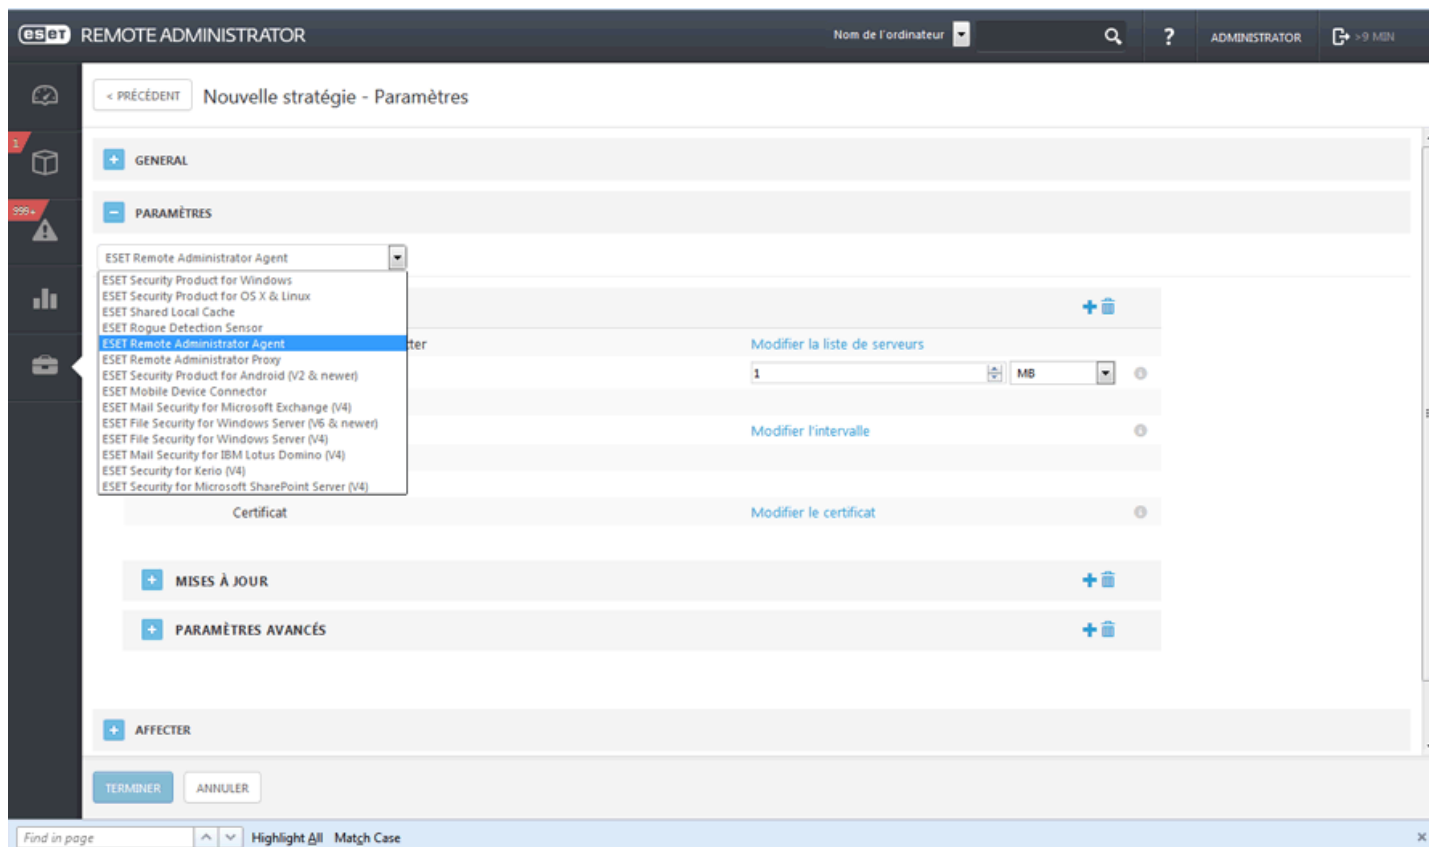 eset REMOTE ADMINISTRATOR Nom de l'ordinateur ? ADMINISTRATOR >9 MIN
< PRÉCÉDENT Nouvelle stratégie - Paramètres
1
GENERAL
999+
PARAMÈTRES
ESET Remote Administrator Agent
ESET Security Product for Windows
ESET Security Product for OS X & Linux
ESET Shared Local Cache
ESET Rogue Detection Sensor
ESET Remote Administrator Agent
tter Modifier la liste de serveurs
ESET Remote Administrator Proxy
ESET Security Product for Android (V2 & newer)
1 MB
ESET Mobile Device Connector
ESET Mail Security for Microsoft Exchange (V4)
ESET File Security for Windows Server (V6 & newer)
Modifier l'intervalle
ESET File Security for Windows Server (V4)
ESET Mail Security for IBM Lotus Domino (V4)
ESET Security for Kerio (V4)
ESET Security for Microsoft SharePoint Server (V4)
Certificat Modifier le certificat
MISES À JOUR
PARAMÈTRES AVANCÉS
AFFECTER
TERMINER ANNULER
Find in page Highlight All Match Case